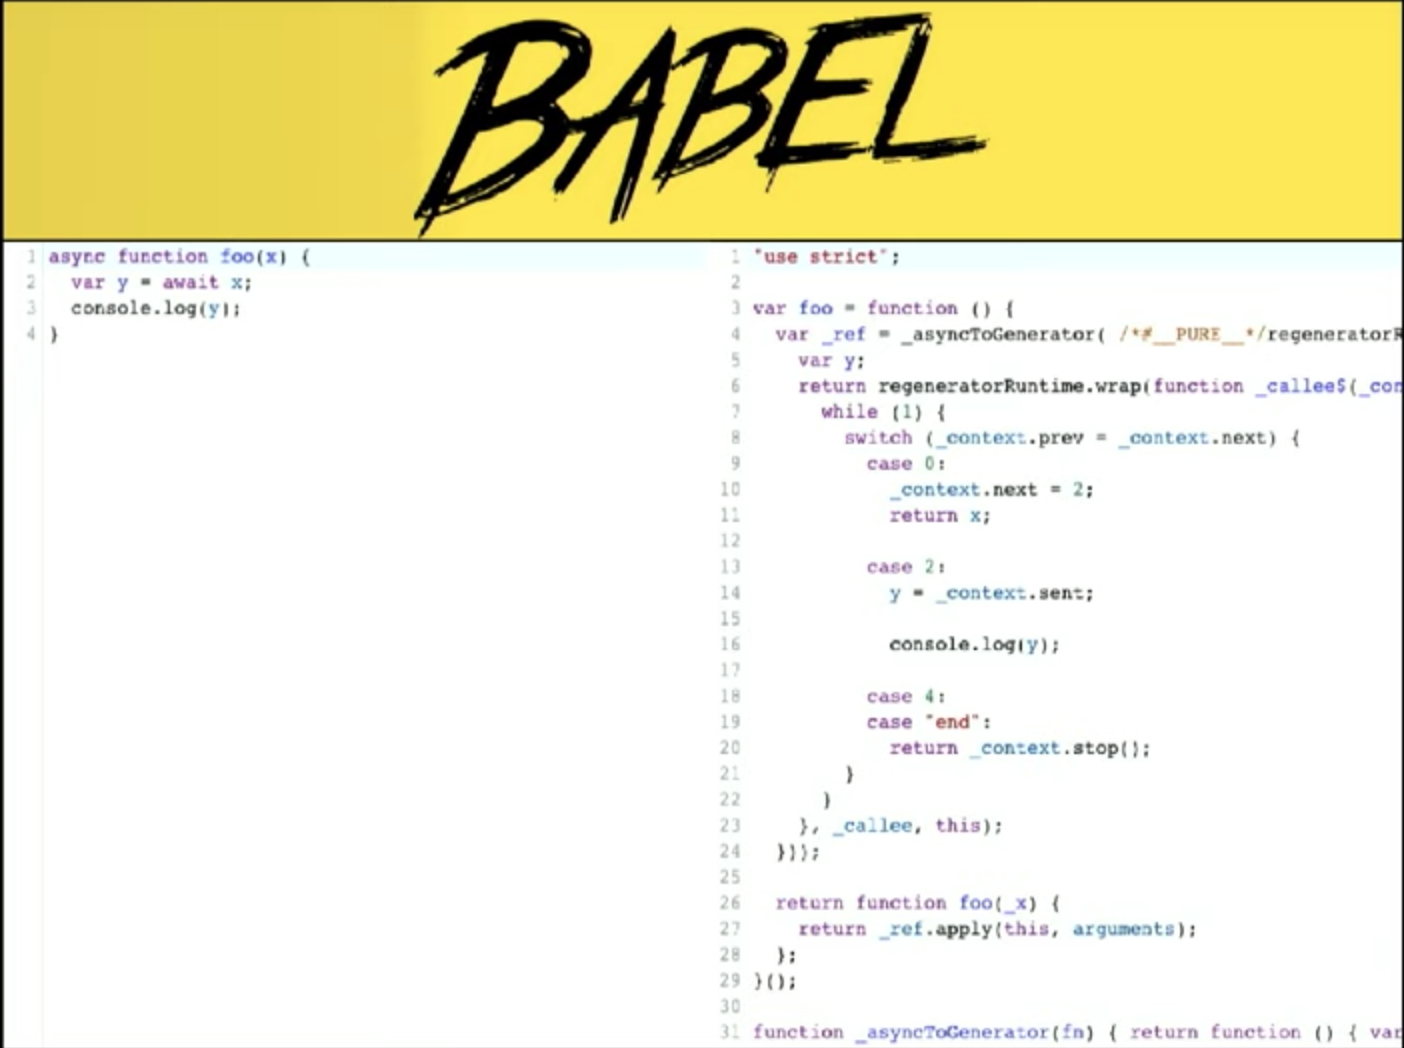 BABEL
1 async function foo(x) {
2 var y = await x;
3 console.log(y);
4 }
1 "use strict";
2
3 var foo = function () {
4 var _ref = _asyncToGenerator( /*#__PURE__*/regeneratorR
5 var y;
6 return regeneratorRuntime.wrap(function _callee$(_con
7 while (1) {
8 switch (_context.prev = _context.next) {
9 case 0:
10 _context.next = 2;
11 return x;
12
13 case 2:
14 y = _context.sent;
15
16 console.log(y);
17
18 case 4:
19 case "end":
20 return _context.stop();
21 }
22 }
23 }, _callee, this);
24 }));
25
26 return function foo(_x) {
27 return _ref.apply(this, arguments);
28 };
29 }();
30
31 function _asyncToGenerator(fn) { return function () { var